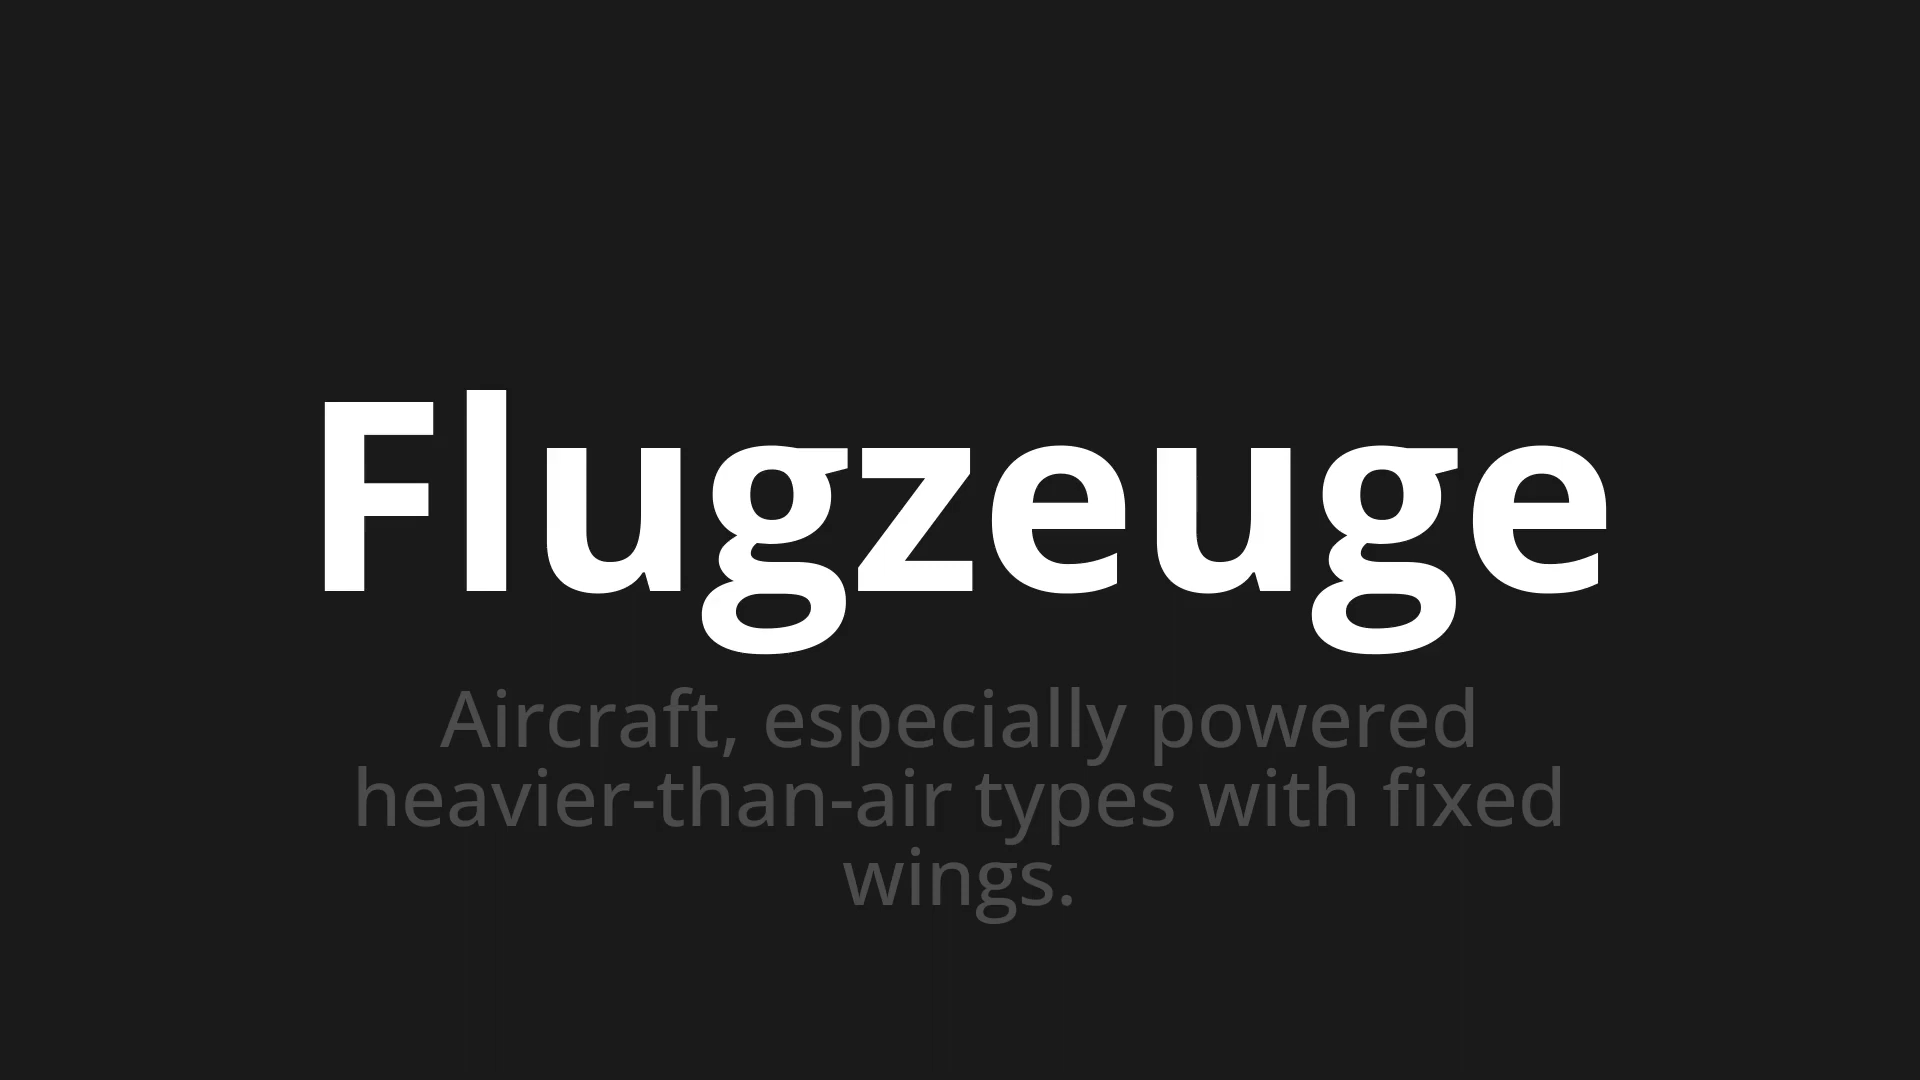 Flugzeuge
Aircraft, especially powered
heavier-than-air types with fixed
wings.